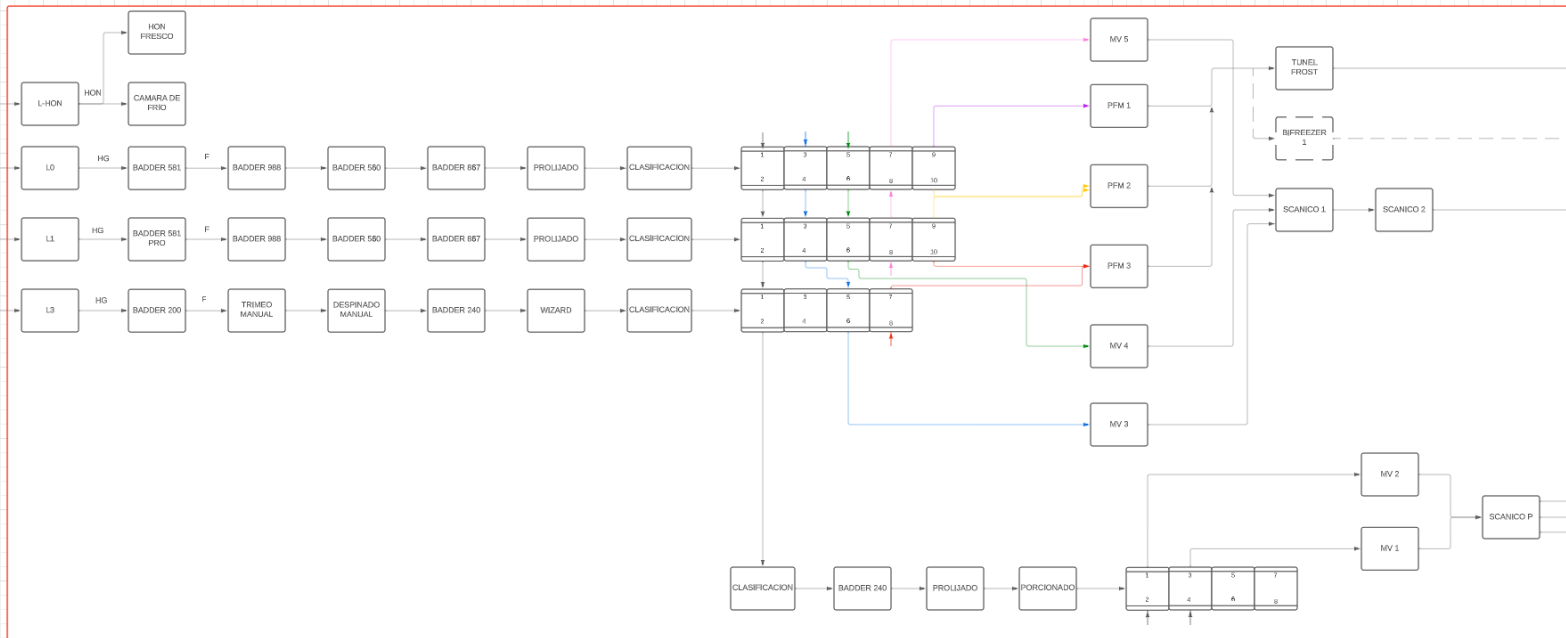 HON
FRESCO
MV 5
TUNEL
FROST
L-HON
HON
CAMARA DE
FRIO
PFM 1
BIFREEZER
1
L0
HG
BADDER 581
F
BADDER 988
BADDER 560
BADDER 867
PROLIJADO
CLASIFICACION
1 3 5 7 9
2 4 6 8 10
PFM 2
SCANICO 1
SCANICO 2
L1
HG
BADDER 581
PRO
F
BADDER 988
BADDER 560
BADDER 867
PROLIJADO
CLASIFICACION
1 3 5 7 9
2 4 6 8 10
PFM 3
L3
HG
BADDER 200
F
TRIMEO
MANUAL
DESPINADO
MANUAL
BADDER 240
WIZARD
CLASIFICACION
1 3 5 7
2 4 6 8
MV 4
MV 3
MV 2
SCANICO P
MV 1
CLASIFICACION
BADDER 240
PROLIJADO
PORCIONADO
1 3 5 7
2 4 6 8